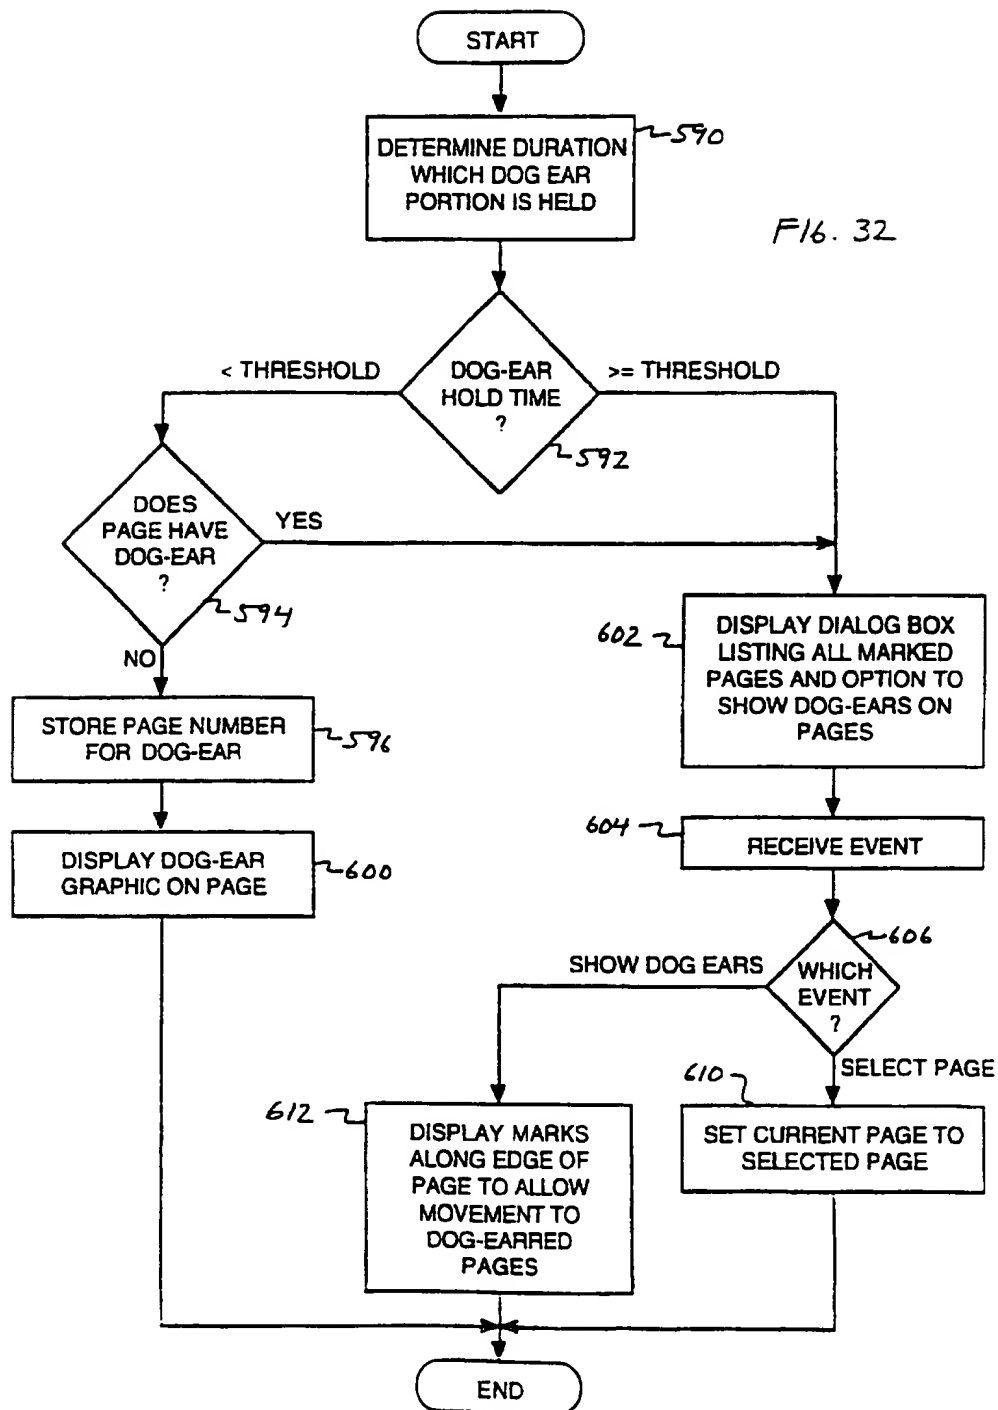 START
DETERMINE DURATION
WHICH DOG EAR
PORTION IS HELD
590
FIG. 32
< THRESHOLD
DOG-EAR
HOLD TIME
?
>= THRESHOLD
592
DOES
PAGE HAVE
DOG-EAR
?
YES
594
NO
STORE PAGE NUMBER
FOR DOG-EAR
596
DISPLAY DOG-EAR
GRAPHIC ON PAGE
600
602
DISPLAY DIALOG BOX
LISTING ALL MARKED
PAGES AND OPTION TO
SHOW DOG-EARS ON
PAGES
604
RECEIVE EVENT
606
SHOW DOG EARS
WHICH
EVENT
?
SELECT PAGE
610
SET CURRENT PAGE TO
SELECTED PAGE
612
DISPLAY MARKS
ALONG EDGE OF
PAGE TO ALLOW
MOVEMENT TO
DOG-EARRED
PAGES
END